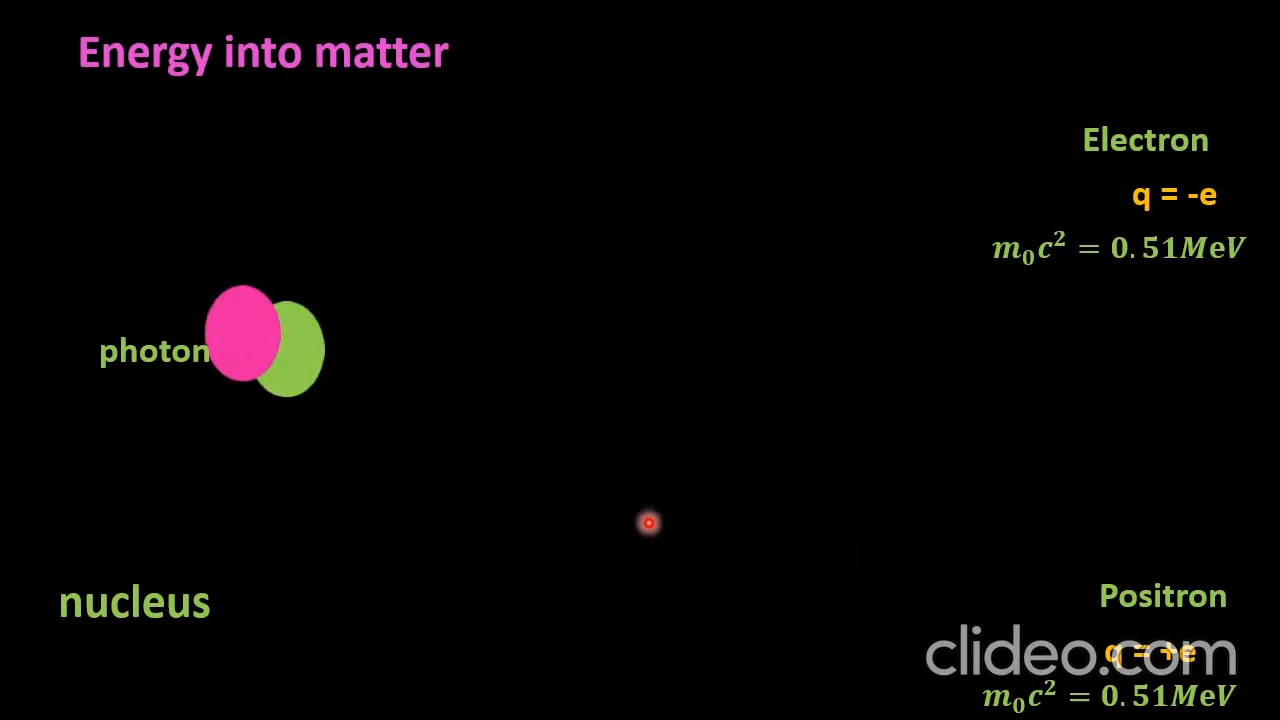 Energy into matter
Electron
q = -e
m₀c² = 0.51MeV
photon
nucleus
Positron
q = +e
clideo.com
m₀c² = 0.51MeV